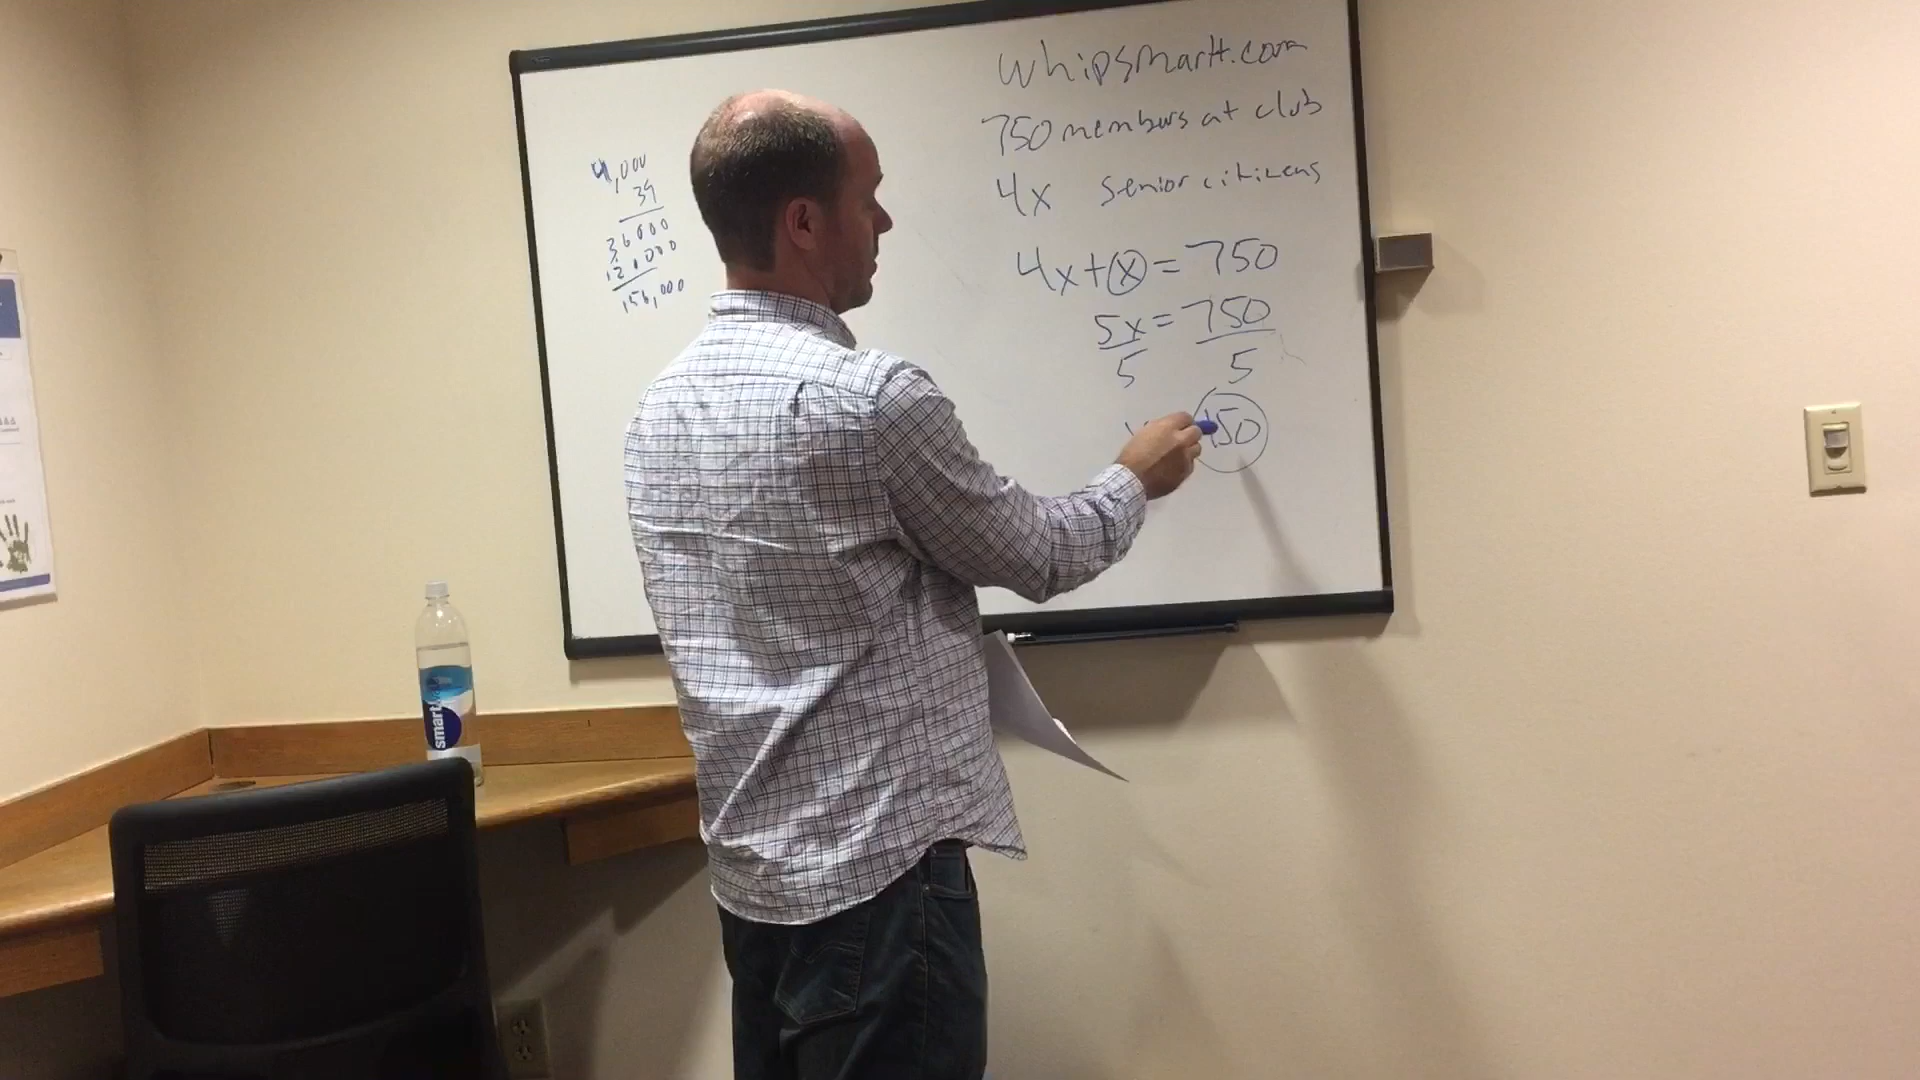 whipsmartt.com
750 members at club
4x senior citizens
4x + x = 750
5x = 750
5 5
150
4,000
39
36000
12,000
156,000
smartwater